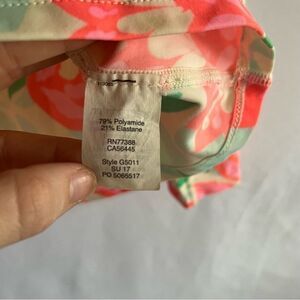 79% Polyamide
21% Elastane
RN77388
CA56445
Style G5011
SU 17
PO 5065517